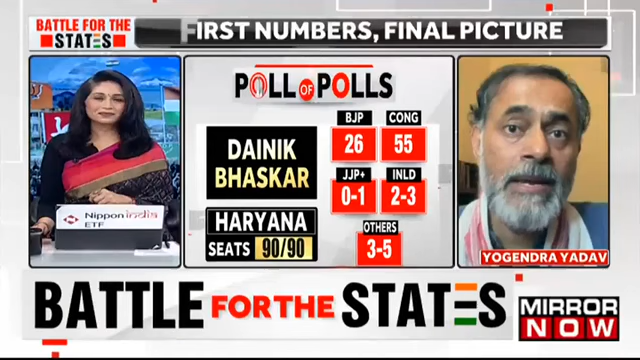 BATTLE FOR THE
STATES
FIRST NUMBERS, FINAL PICTURE
POLL OF POLLS
DAINIK
BHASKAR
BJP
26
CONG
55
JJP+
0-1
INLD
2-3
HARYANA
SEATS 90/90
OTHERS
3-5
Nippon india
ETF
YOGENDRA YADAV
BATTLE FOR THE STATES
MIRROR
NOW